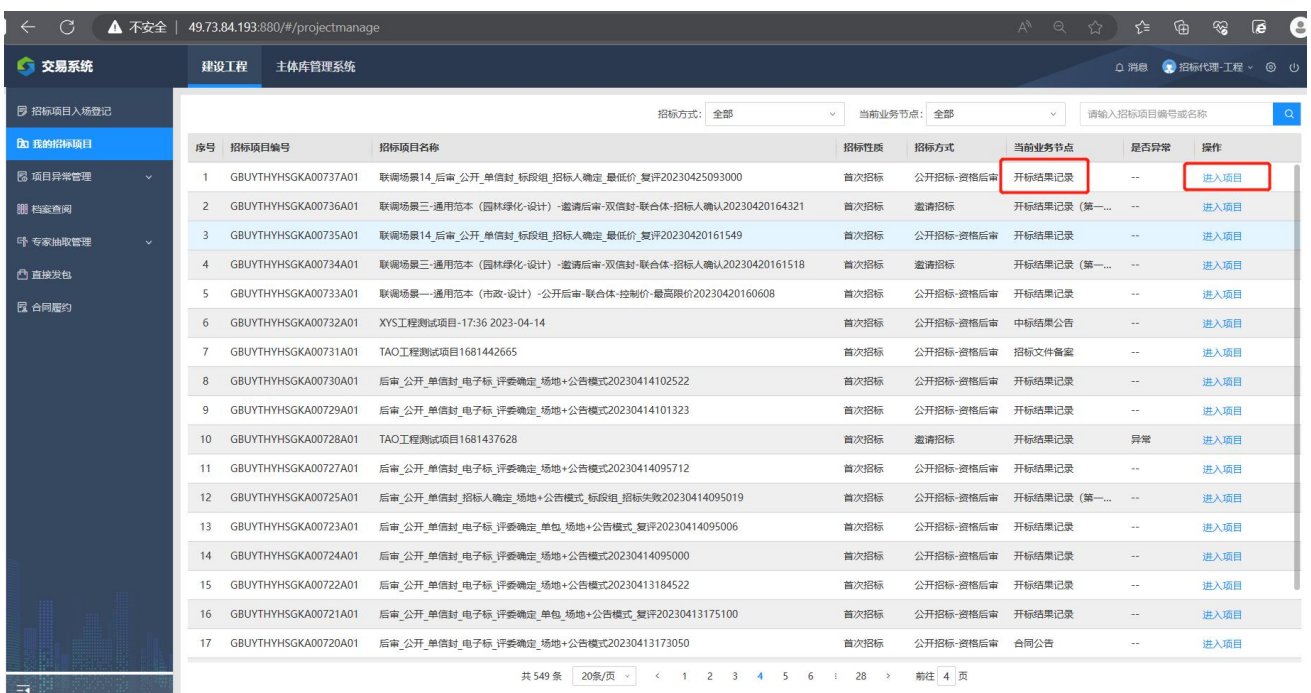 不安全 | 49.73.84.193:880/#/projectmanage
交易系统 建设工程 主体库管理系统 消息 招标代理-工程
招标项目入场登记
我的招标项目
项目异常管理
档案查阅
专家抽取管理
直接发包
合同履约
招标方式: 全部 当前业务节点: 全部 请输入招标项目编号或名称
序号 招标项目编号 招标项目名称 招标性质 招标方式 当前业务节点 是否异常 操作
1 GBUYTHYHSGKA00737A01 联调场景14_后审_公开_单信封_标段组_招标人确定_最低价_复评20230425093000 首次招标 公开招标-资格后审 开标结果记录 -- 进入项目
2 GBUYTHYHSGKA00736A01 联调场景三-通用范本（园林绿化-设计）-邀请后审-双信封-联合体-招标人确认20230420164321 首次招标 邀请招标 开标结果记录（第一... -- 进入项目
3 GBUYTHYHSGKA00735A01 联调场景14_后审_公开_单信封_标段组_招标人确定_最低价_复评20230420161549 首次招标 公开招标-资格后审 开标结果记录 -- 进入项目
4 GBUYTHYHSGKA00734A01 联调场景三-通用范本（园林绿化-设计）-邀请后审-双信封-联合体-招标人确认20230420161518 首次招标 邀请招标 开标结果记录（第一... -- 进入项目
5 GBUYTHYHSGKA00733A01 联调场景一-通用范本（市政-设计）-公开后审-联合体-控制价-最高限价20230420160608 首次招标 公开招标-资格后审 开标结果记录 -- 进入项目
6 GBUYTHYHSGKA00732A01 XYS工程测试项目-17:36 2023-04-14 首次招标 公开招标-资格后审 中标结果公告 -- 进入项目
7 GBUYTHYHSGKA00731A01 TAO工程测试项目1681442665 首次招标 公开招标-资格后审 招标文件备案 -- 进入项目
8 GBUYTHYHSGKA00730A01 后审_公开_单信封_电子标_评委确定_场地+公告模式20230414102522 首次招标 公开招标-资格后审 开标结果记录 -- 进入项目
9 GBUYTHYHSGKA00729A01 后审_公开_单信封_电子标_评委确定_场地+公告模式20230414101323 首次招标 公开招标-资格后审 开标结果记录 -- 进入项目
10 GBUYTHYHSGKA00728A01 TAO工程测试项目1681437628 首次招标 邀请招标 开标结果记录 异常 进入项目
11 GBUYTHYHSGKA00727A01 后审_公开_单信封_电子标_评委确定_场地+公告模式20230414095712 首次招标 公开招标-资格后审 开标结果记录 -- 进入项目
12 GBUYTHYHSGKA00725A01 后审_公开_单信封_招标人确定_场地+公告模式_标段组_招标失败20230414095019 首次招标 公开招标-资格后审 开标结果记录（第一... -- 进入项目
13 GBUYTHYHSGKA00723A01 后审_公开_单信封_电子标_评委确定_单包_场地+公告模式_复评20230414095006 首次招标 公开招标-资格后审 开标结果记录 -- 进入项目
14 GBUYTHYHSGKA00724A01 后审_公开_单信封_电子标_评委确定_场地+公告模式20230414095000 首次招标 公开招标-资格后审 开标结果记录 -- 进入项目
15 GBUYTHYHSGKA00722A01 后审_公开_单信封_电子标_评委确定_场地+公告模式20230413184522 首次招标 公开招标-资格后审 开标结果记录 -- 进入项目
16 GBUYTHYHSGKA00721A01 后审_公开_单信封_电子标_评委确定_单包_场地+公告模式_复评20230413175100 首次招标 公开招标-资格后审 开标结果记录 -- 进入项目
17 GBUYTHYHSGKA00720A01 后审_公开_单信封_电子标_评委确定_场地+公告模式20230413173050 首次招标 公开招标-资格后审 合同公告 -- 进入项目
共 549 条 20条/页 < 1 2 3 4 5 6 ⋮ 28 > 前往 4 页